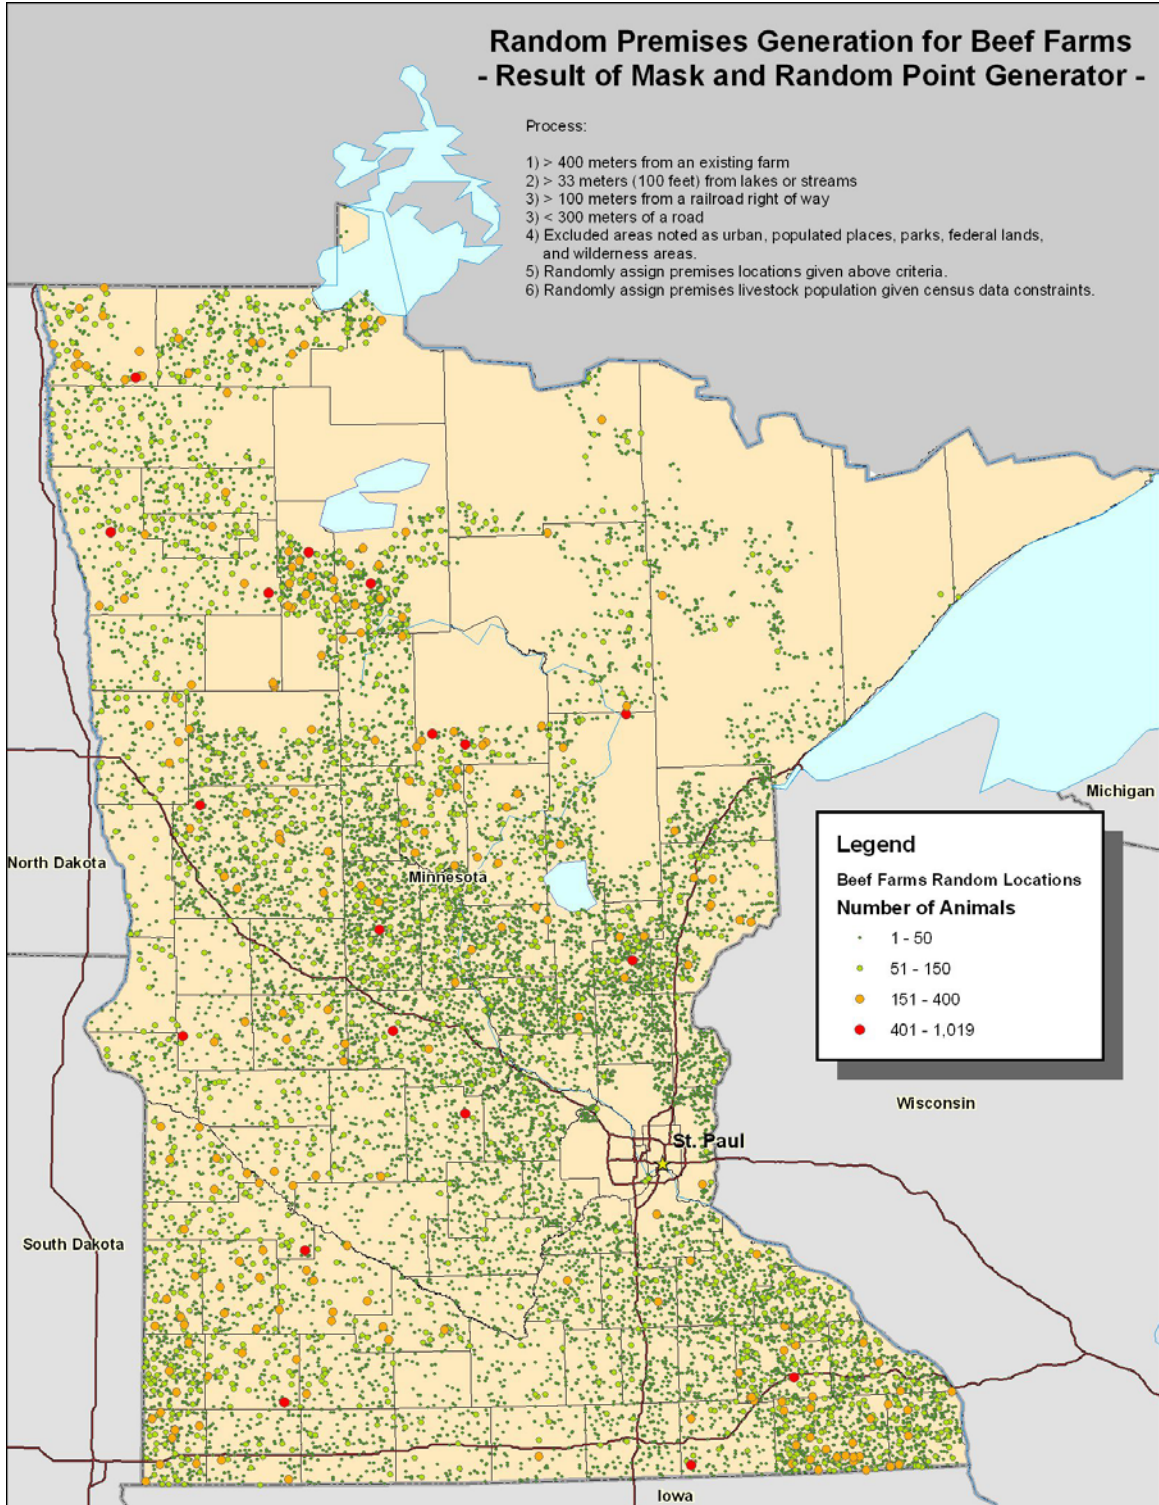 Random Premises Generation for Beef Farms
- Result of Mask and Random Point Generator -
Process:
1) > 400 meters from an existing farm
2) > 33 meters (100 feet) from lakes or streams
3) > 100 meters from a railroad right of way
3) < 300 meters of a road
4) Excluded areas noted as urban, populated places, parks, federal lands,
and wilderness areas.
5) Randomly assign premises locations given above criteria.
6) Randomly assign premises livestock population given census data constraints.
Michigan
North Dakota
Minnesota
Legend
Beef Farms Random Locations
Number of Animals
1 - 50
51 - 150
151 - 400
401 - 1,019
Wisconsin
St. Paul
South Dakota
Iowa